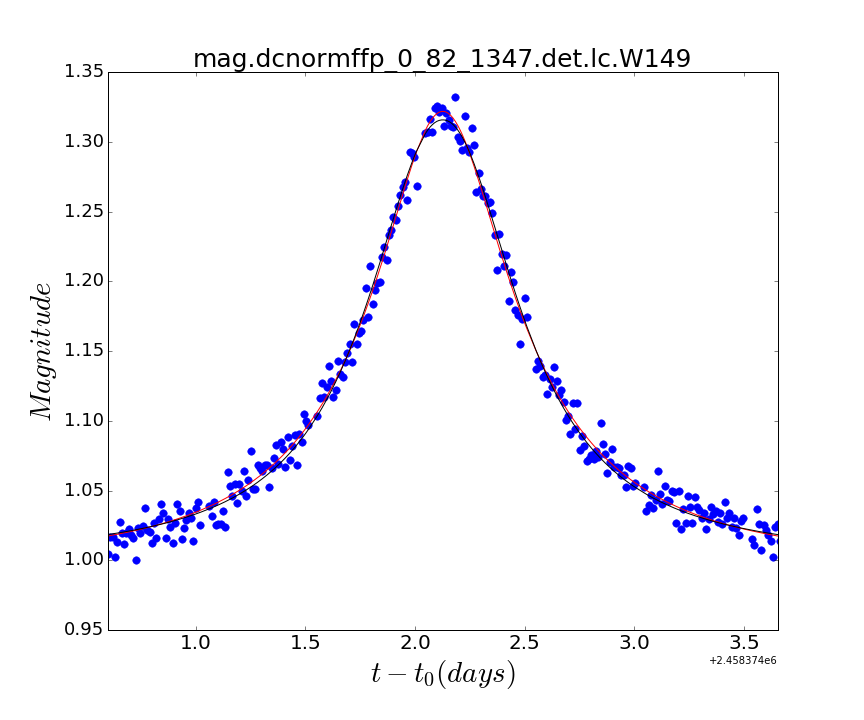 mag.dcnormffp_0_82_1347.det.lc.W149
1.35
1.30
1.25
1.20
1.15
1.10
1.05
1.00
0.95
Magnitude
1.0 1.5 2.0 2.5 3.0 3.5
+2.458374e6
t − t₀(days)